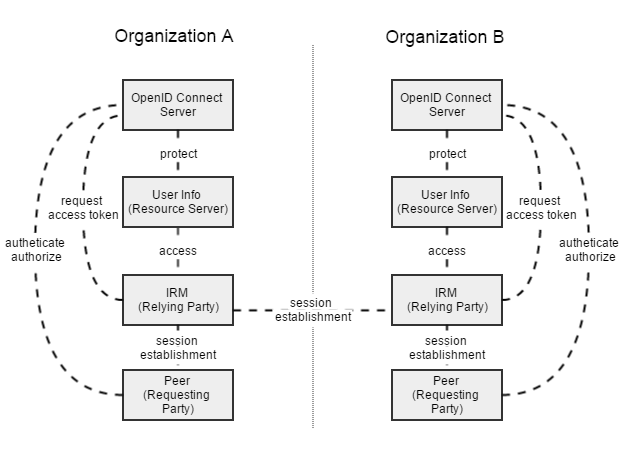 Organization A
Organization B
OpenID Connect
Server
OpenID Connect
Server
protect
protect
User Info
(Resource Server)
User Info
(Resource Server)
request
access token
request
access token
autheticate
authorize
autheticate
authorize
access
access
IRM
(Relying Party)
IRM
(Relying Party)
session
establishment
session
establishment
session
establishment
Peer
(Requesting
Party)
Peer
(Requesting
Party)